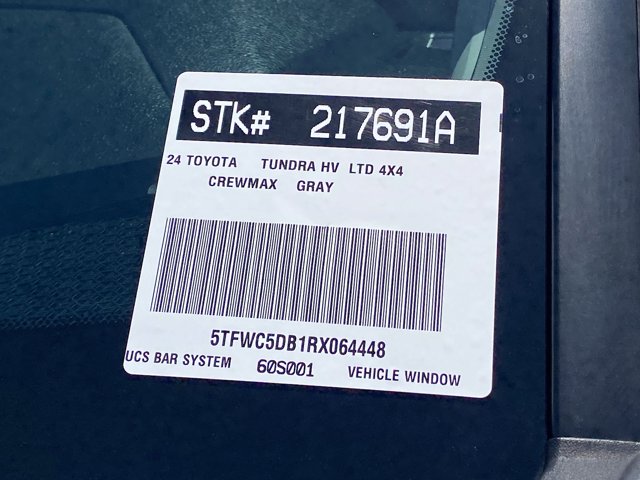 STK# 217691A
24 TOYOTA TUNDRA HV LTD 4X4
CREWMAX GRAY
5TFWC5DB1RX064448
UCS BAR SYSTEM 60S001 VEHICLE WINDOW